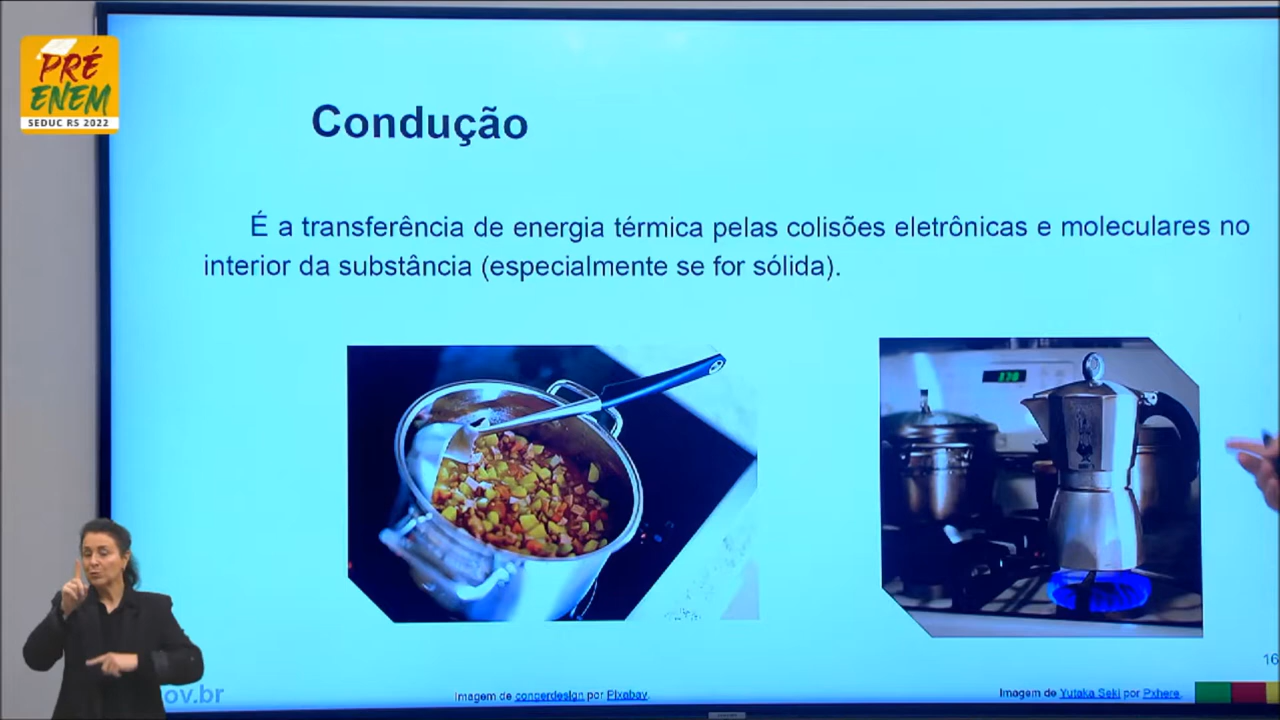 PRÉ
ENEM
SEDUC RS 2022
Condução
É a transferência de energia térmica pelas colisões eletrônicas e moleculares no
interior da substância (especialmente se for sólida).
16
ov.br
Imagem de congerdesign por Pixabay.
Imagem de Yutaka Seki por Pxhere.